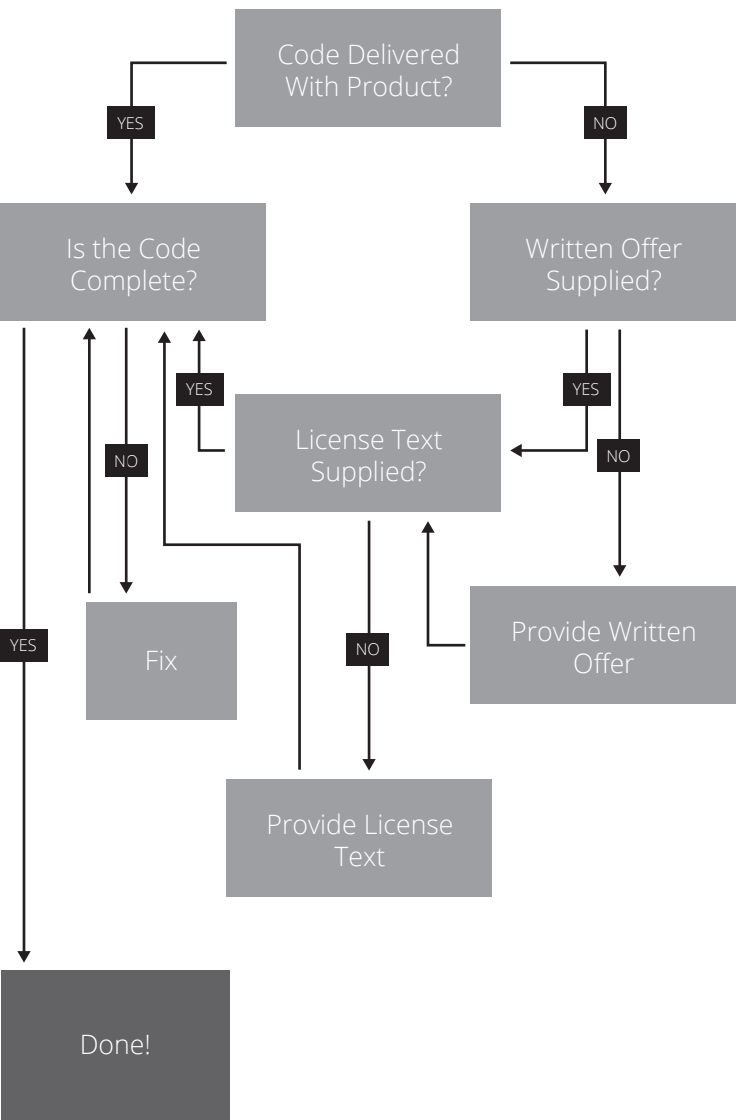 Code Delivered
With Product?
YES
NO
Is the Code
Complete?
Written Offer
Supplied?
YES
YES
License Text
Supplied?
NO
NO
Provide Written
Offer
YES
Fix
NO
Provide License
Text
Done!